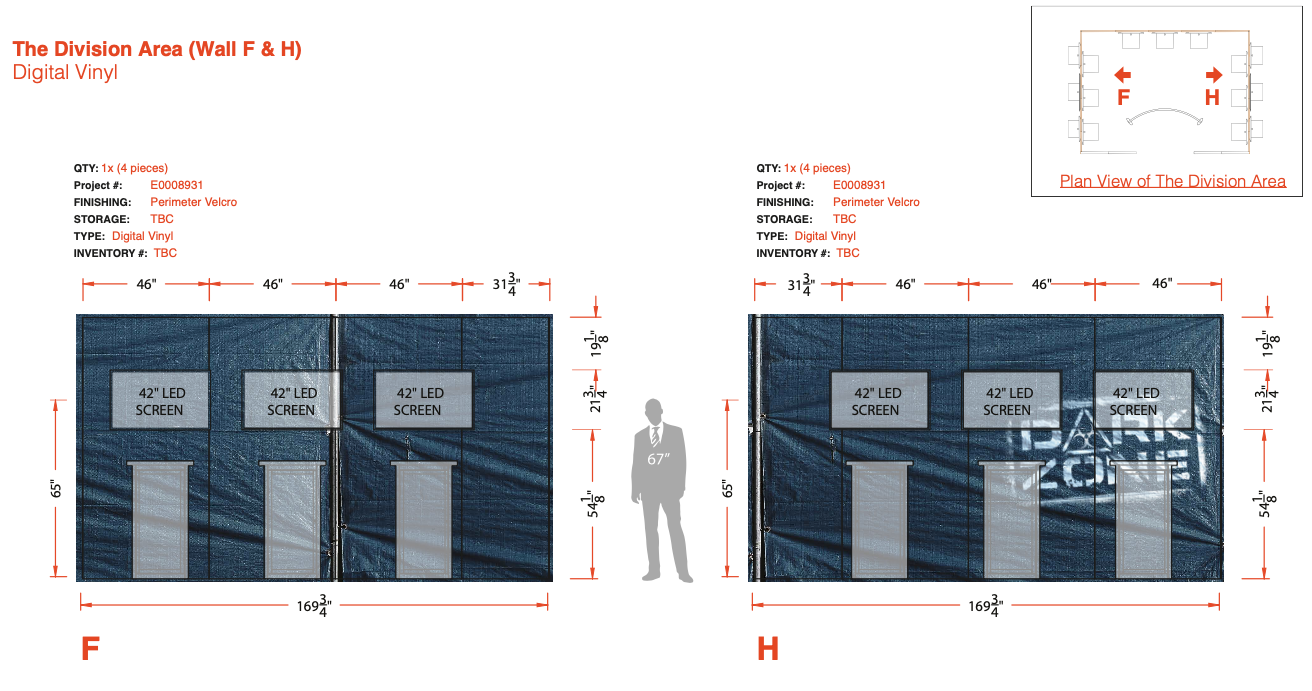 The Division Area (Wall F & H)
Digital Vinyl
F H
Plan View of The Division Area
QTY: 1x (4 pieces)
Project #: E0008931
FINISHING: Perimeter Velcro
STORAGE: TBC
TYPE: Digital Vinyl
INVENTORY #: TBC
46" 46" 46" 31 3/4"
42" LED
SCREEN
42" LED
SCREEN
42" LED
SCREEN
19 1/8"
21 3/4"
54 1/8"
65"
169 3/4"
F
67"
QTY: 1x (4 pieces)
Project #: E0008931
FINISHING: Perimeter Velcro
STORAGE: TBC
TYPE: Digital Vinyl
INVENTORY #: TBC
31 3/4" 46" 46" 46"
42" LED
SCREEN
42" LED
SCREEN
42" LED
SCREEN
DARK
ZONE
19 1/8"
21 3/4"
54 1/8"
65"
169 3/4"
H